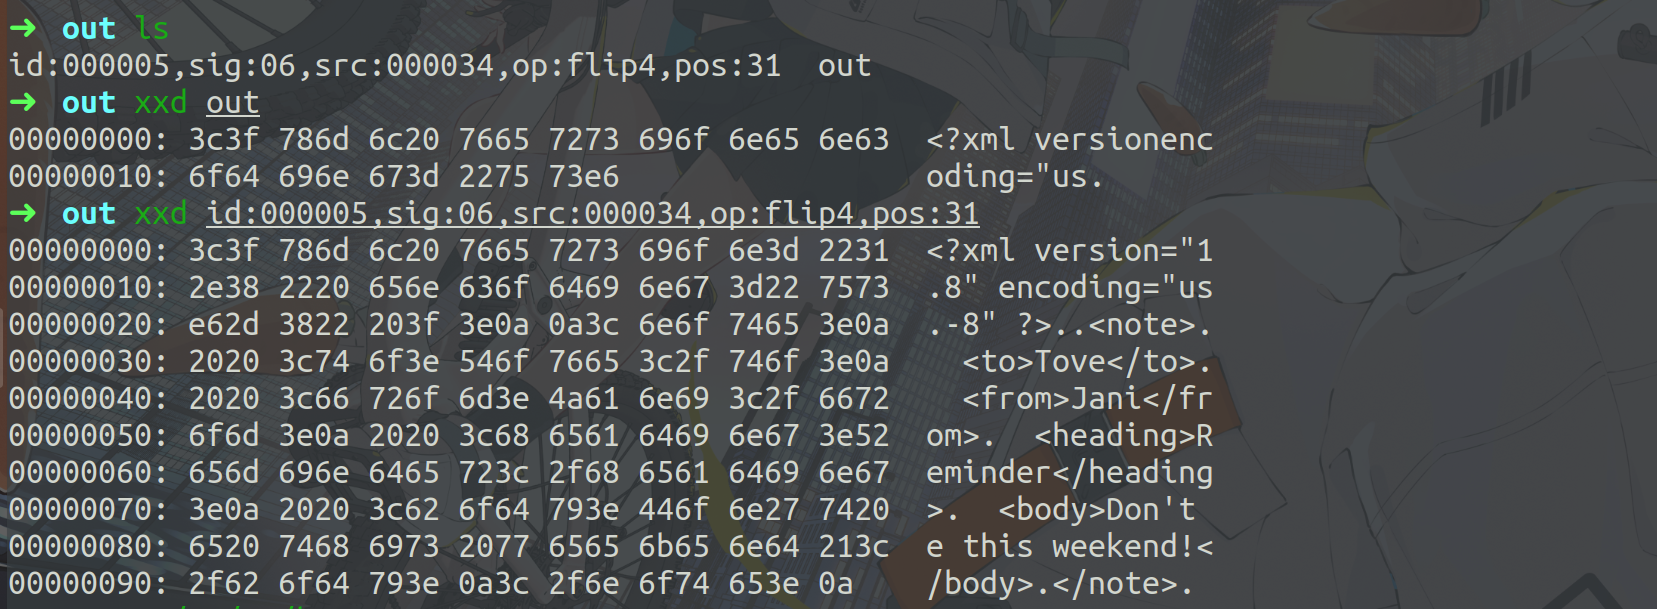 ➜ out ls
id:000005,sig:06,src:000034,op:flip4,pos:31  out
➜ out xxd out
00000000: 3c3f 786d 6c20 7665 7273 696f 6e65 6e63  <?xml versionenc
00000010: 6f64 696e 673d 2275 73e6                 oding="us.
➜ out xxd id:000005,sig:06,src:000034,op:flip4,pos:31
00000000: 3c3f 786d 6c20 7665 7273 696f 6e3d 2231  <?xml version="1
00000010: 2e38 2220 656e 636f 6469 6e67 3d22 7573  .8" encoding="us
00000020: e62d 3822 203f 3e0a 0a3c 6e6f 7465 3e0a  .-8" ?>..<note>.
00000030: 2020 3c74 6f3e 546f 7665 3c2f 746f 3e0a    <to>Tove</to>.
00000040: 2020 3c66 726f 6d3e 4a61 6e69 3c2f 6672    <from>Jani</fr
00000050: 6f6d 3e0a 2020 3c68 6561 6469 6e67 3e52  om>.  <heading>R
00000060: 656d 696e 6465 723c 2f68 6561 6469 6e67  eminder</heading
00000070: 3e0a 2020 3c62 6f64 793e 446f 6e27 7420  >.  <body>Don't
00000080: 6520 7468 6973 2077 6565 6b65 6e64 213c  e this weekend!<
00000090: 2f62 6f64 793e 0a3c 2f6e 6f74 653e 0a    /body>.</note>.